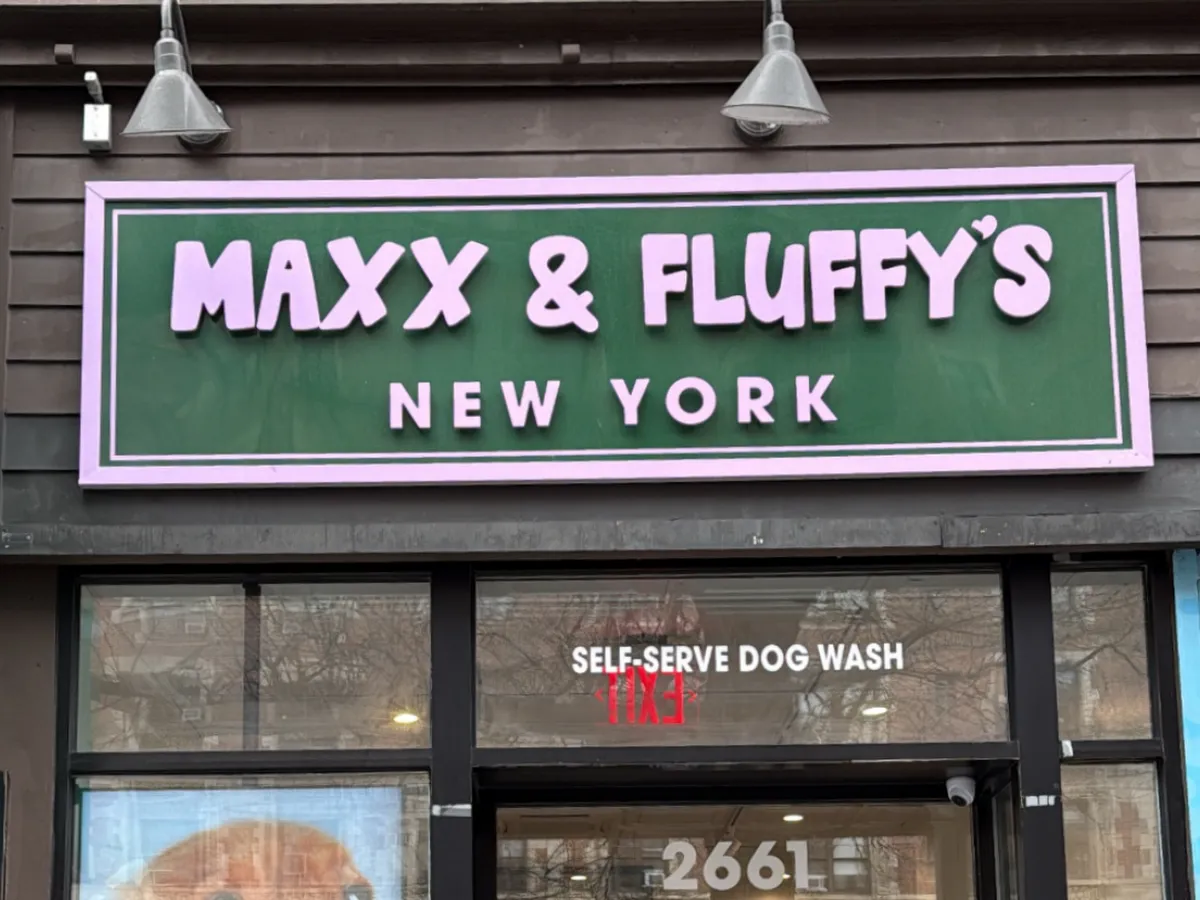 MAXX & FLUFFY'S
NEW YORK
SELF-SERVE DOG WASH
EXIT
2661